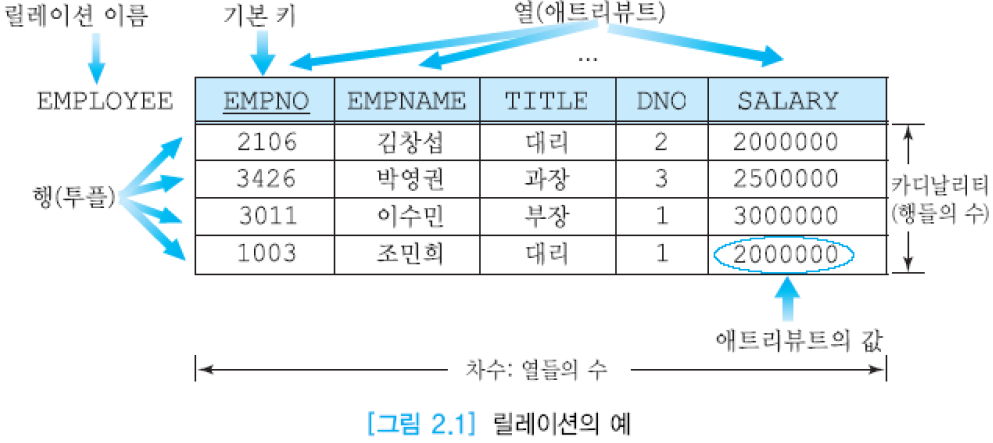 릴레이션 이름 기본 키 열(애트리뷰트)
...
EMPLOYEE EMPNO EMPNAME TITLE DNO SALARY
2106 김창섭 대리 2 2000000
3426 박영권 과장 3 2500000
3011 이수민 부장 1 3000000
1003 조민희 대리 1 2000000
행(투플)
카디날리티
(행들의 수)
애트리뷰트의 값
차수: 열들의 수
[그림 2.1] 릴레이션의 예